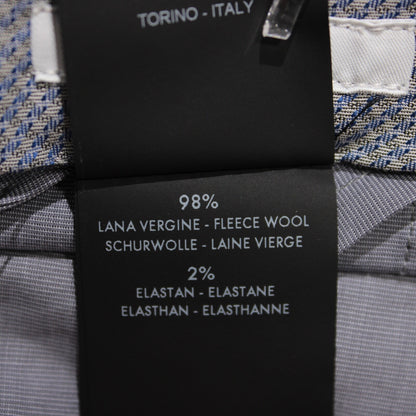 TORINO - ITALY
98%
LANA VERGINE - FLEECE WOOL
SCHURWOLLE - LAINE VIERGE
2%
ELASTAN - ELASTANE
ELASTHAN - ELASTHANNE